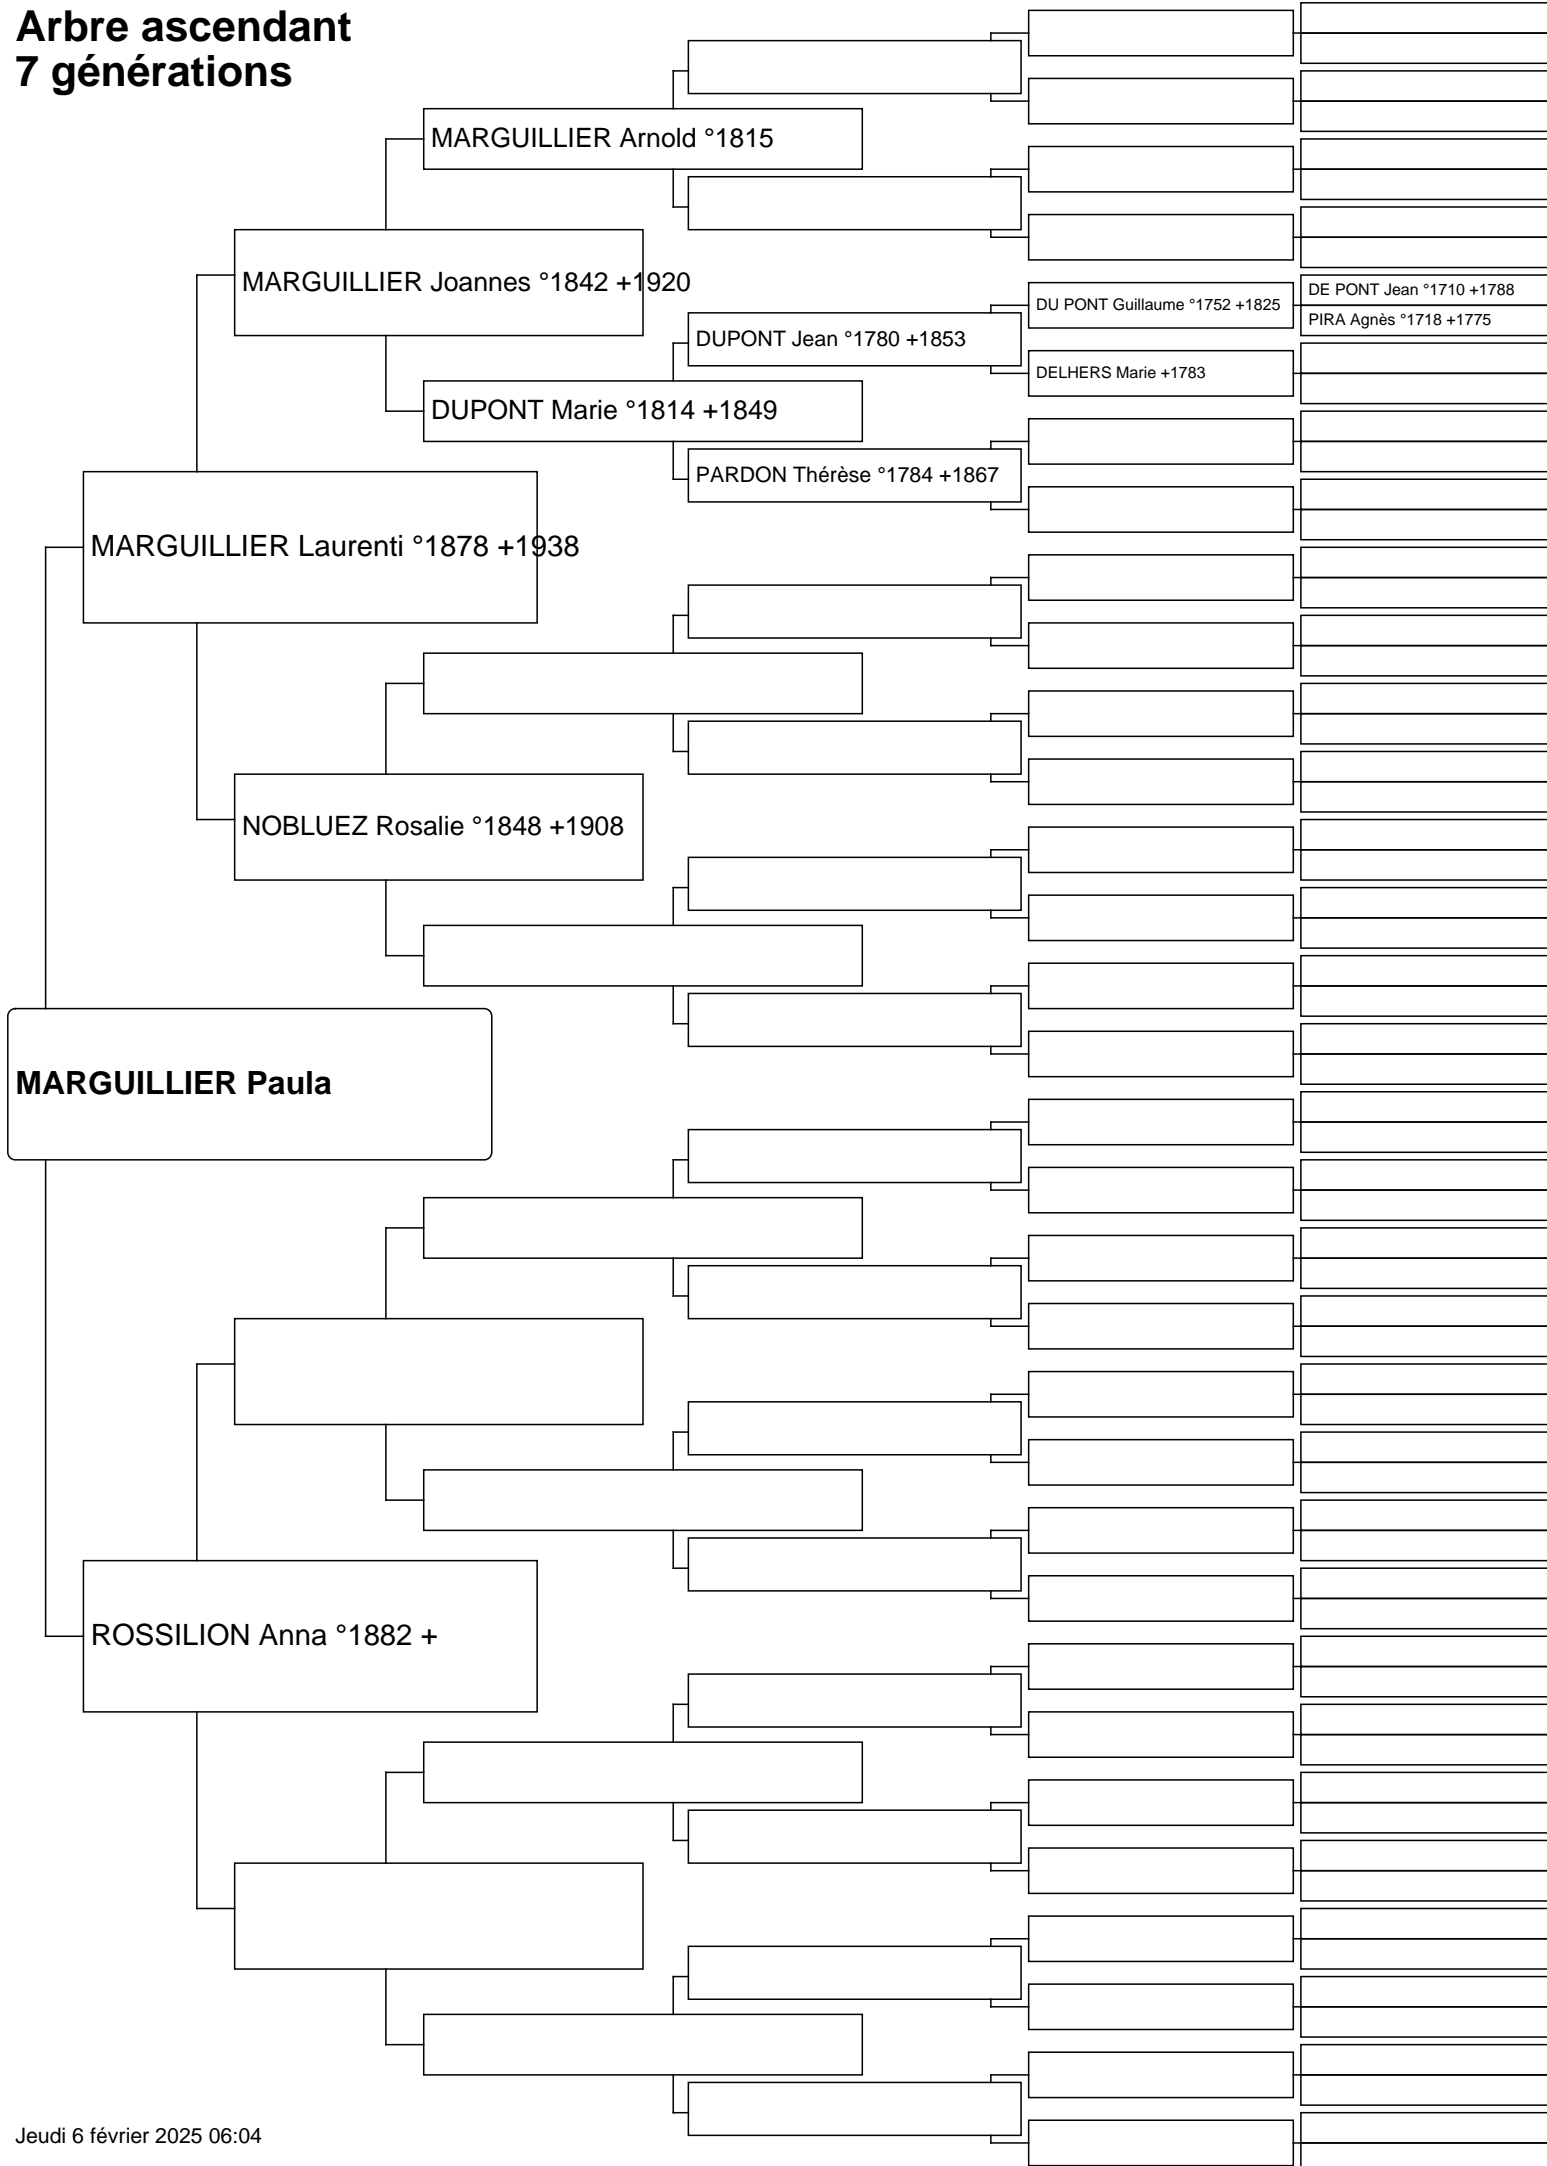 Arbre ascendant
7 générations
MARGUILLIER Arnold °1815
MARGUILLIER Joannes °1842 +1920
DE PONT Jean °1710 +1788
DU PONT Guillaume °1752 +1825
PIRA Agnès °1718 +1775
DUPONT Jean °1780 +1853
DELHERS Marie +1783
DUPONT Marie °1814 +1849
PARDON Thérèse °1784 +1867
MARGUILLIER Laurenti °1878 +1938
NOBLUEZ Rosalie °1848 +1908
MARGUILLIER Paula
ROSSILION Anna °1882 +
Jeudi 6 février 2025 06:04